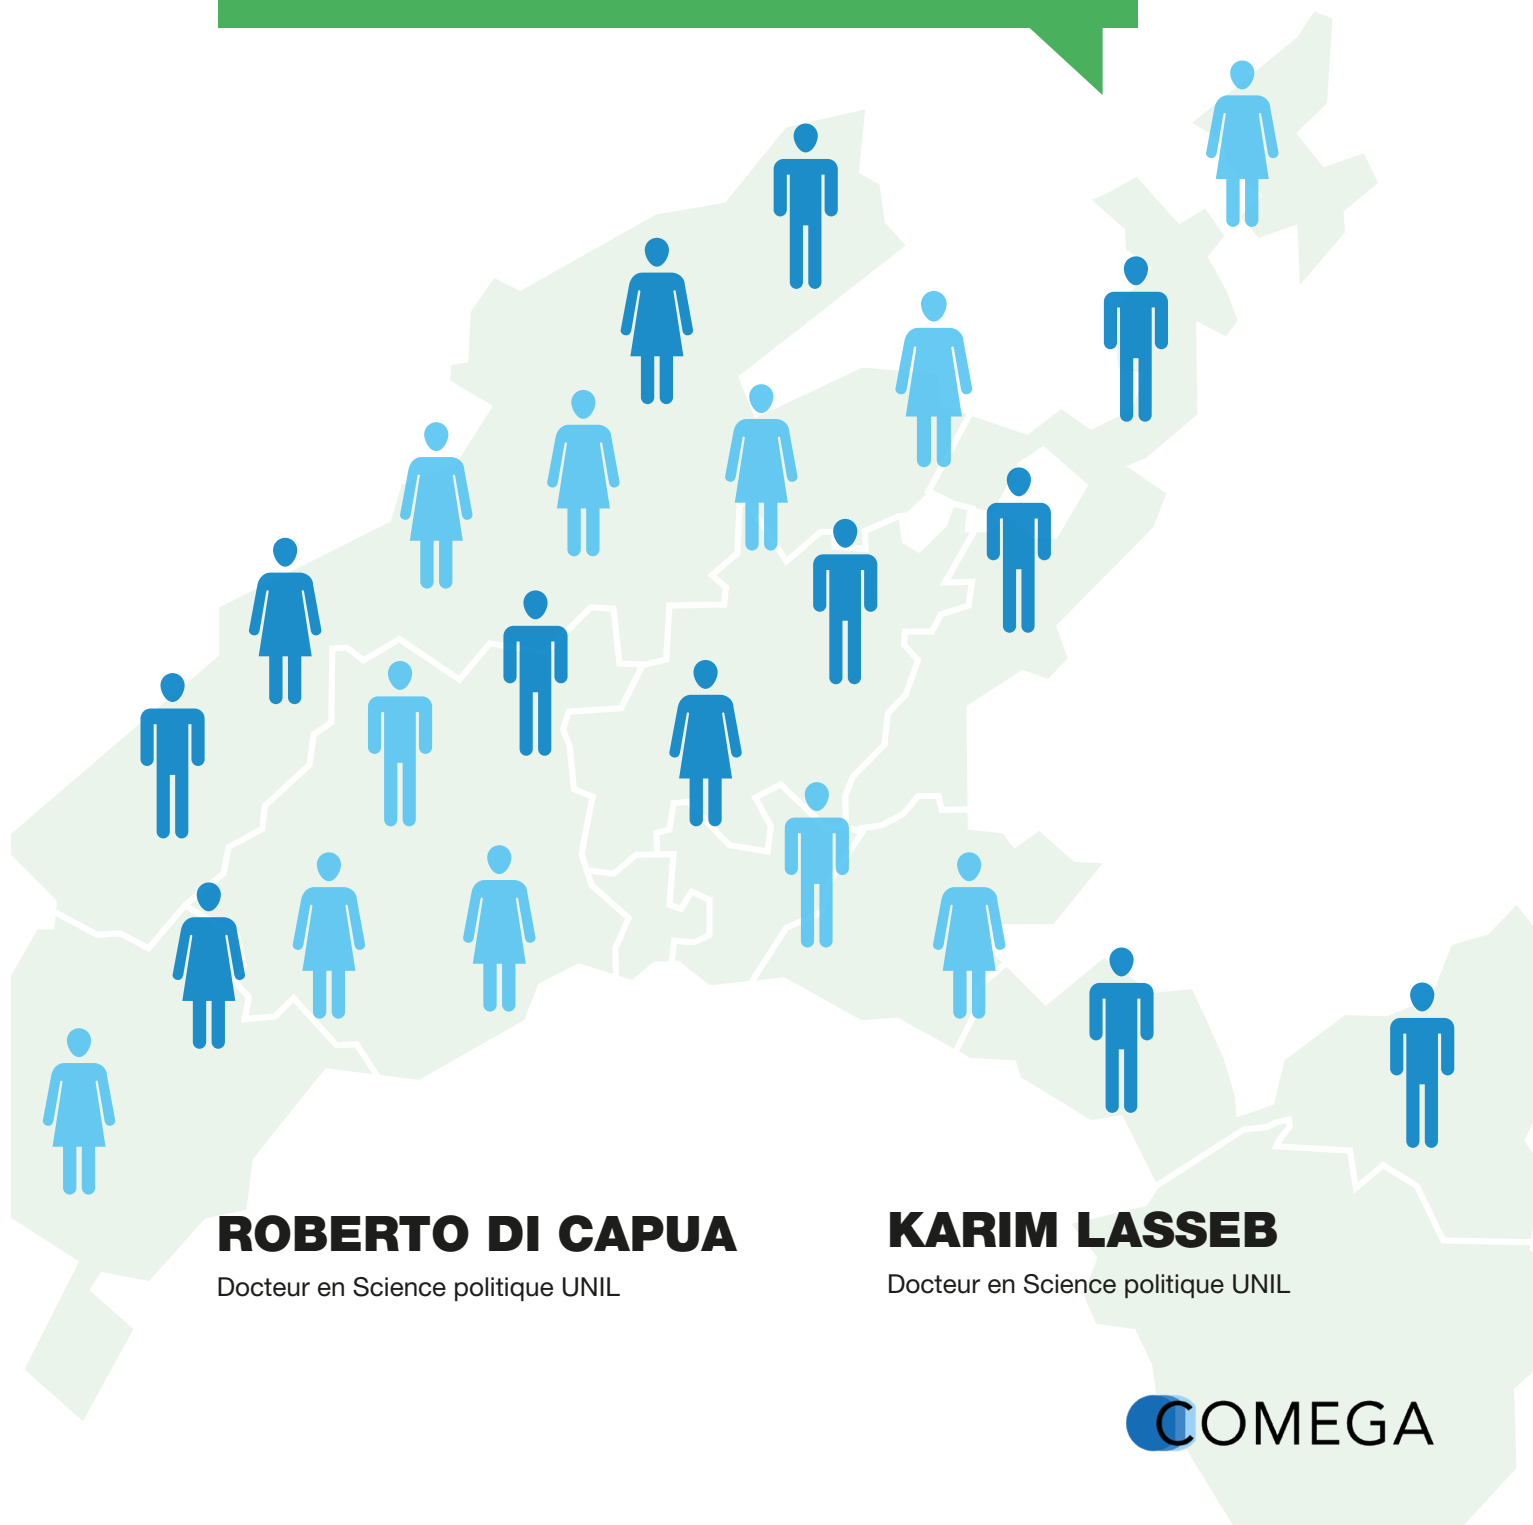 ROBERTO DI CAPUA
Docteur en Science politique UNIL
KARIM LASSEB
Docteur en Science politique UNIL
COMEGA